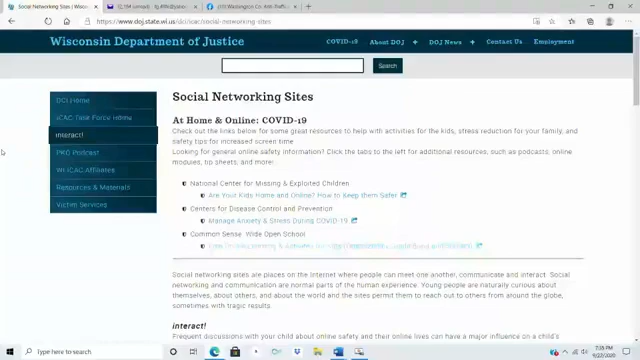 Social Networking Sites | Wiscon
(10) Washington Co. Anti-Traffic
https://www.doj.state.wi.us/dci/icac/social-networking-sites
Wisconsin Department of Justice
COVID-19
About DOJ +
DOJ News +
Contact Us
Employment
Search
DCI Home
ICAC Task Force Home
interact!
PKO Podcast
WI ICAC Affiliates
Resources & Materials
Victim Services
Social Networking Sites
At Home & Online: COVID-19
Check out the links below for some great resources to help with activities for the kids, stress reduction for your family, and
safety tips for increased screen time.
Looking for general online safety information? Click the tabs to the left for additional resources, such as podcasts, online
modules, tip sheets, and more!
National Center for Missing & Exploited Children
Are Your Kids Home and Online? How to Keep them Safer
Centers for Disease Control and Prevention
Manage Anxiety & Stress During COVID-19
Common Sense: Wide Open School
Social networking sites are places on the Internet where people can meet one another, communicate and interact. Social
networking and communication are normal parts of the human experience. Young people are naturally curious about
themselves, about others, and about the world and the sites permit them to reach out to others from around the globe,
sometimes with tragic results.
interact!
Frequent discussions with your child about online safety and their online lives can have a major influence on a child's
Type here to search
7:35 PM
9/27/2020